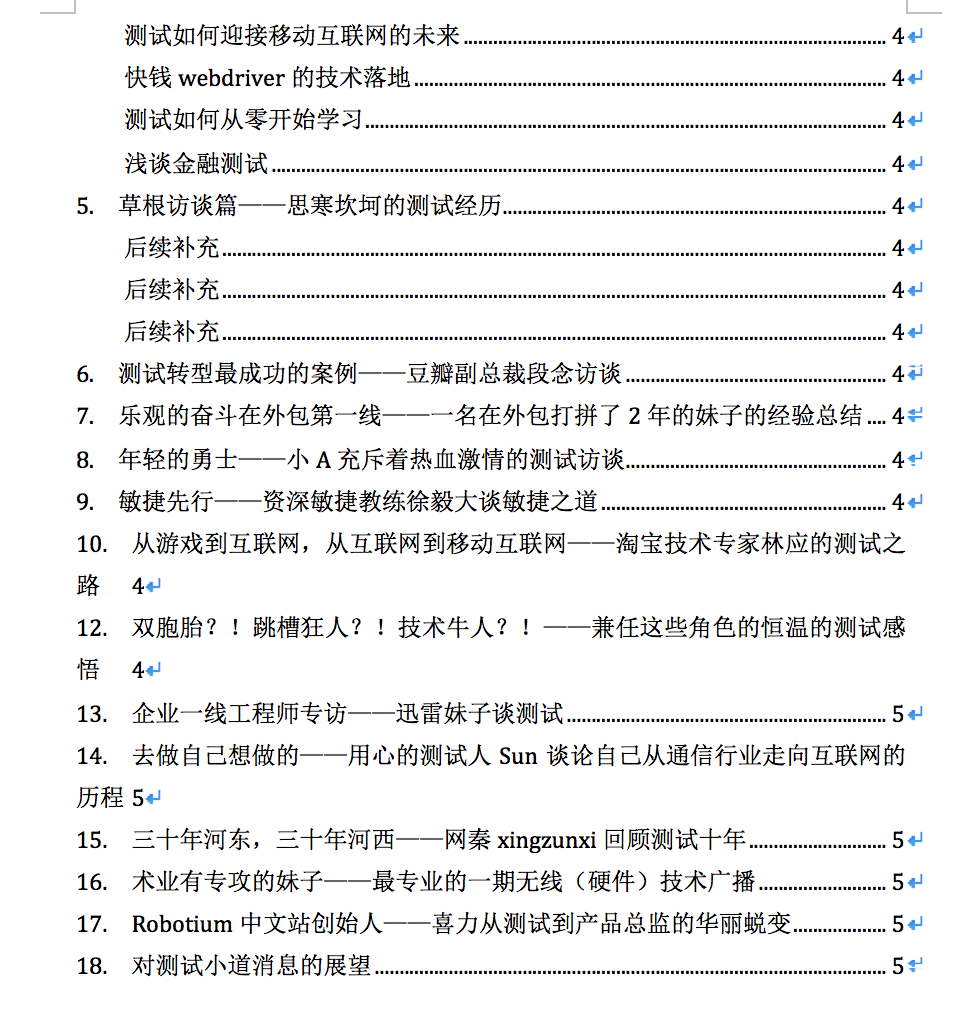 测试如何迎接移动互联网的未来........................ 4
快钱 webdriver 的技术落地........................ 4
测试如何从零开始学习........................ 4
浅谈金融测试........................ 4
5. 草根访谈篇——思寒坎坷的测试经历........................ 4
后续补充........................ 4
后续补充........................ 4
后续补充........................ 4
6. 测试转型最成功的案例——豆瓣副总裁段念访谈........................ 4
7. 乐观的奋斗在外包第一线——一名在外包打拼了 2 年的妹子的经验总结.... 4
8. 年轻的勇士——小 A 充斥着热血激情的测试访谈........................ 4
9. 敏捷先行——资深敏捷教练徐毅大谈敏捷之道........................ 4
10. 从游戏到互联网，从互联网到移动互联网——淘宝技术专家林应的测试之
路 4
12. 双胞胎？！跳槽狂人？！技术牛人？！——兼任这些角色的恒温的测试感
悟 4
13. 企业一线工程师专访——迅雷妹子谈测试........................ 5
14. 去做自己想做的——用心的测试人 Sun 谈论自己从通信行业走向互联网的
历程 5
15. 三十年河东，三十年河西——网秦 xingzunxi 回顾测试十年........................ 5
16. 术业有专攻的妹子——最专业的一期无线（硬件）技术广播........................ 5
17. Robotium 中文站创始人——喜力从测试到产品总监的华丽蜕变........................ 5
18. 对测试小道消息的展望........................ 5